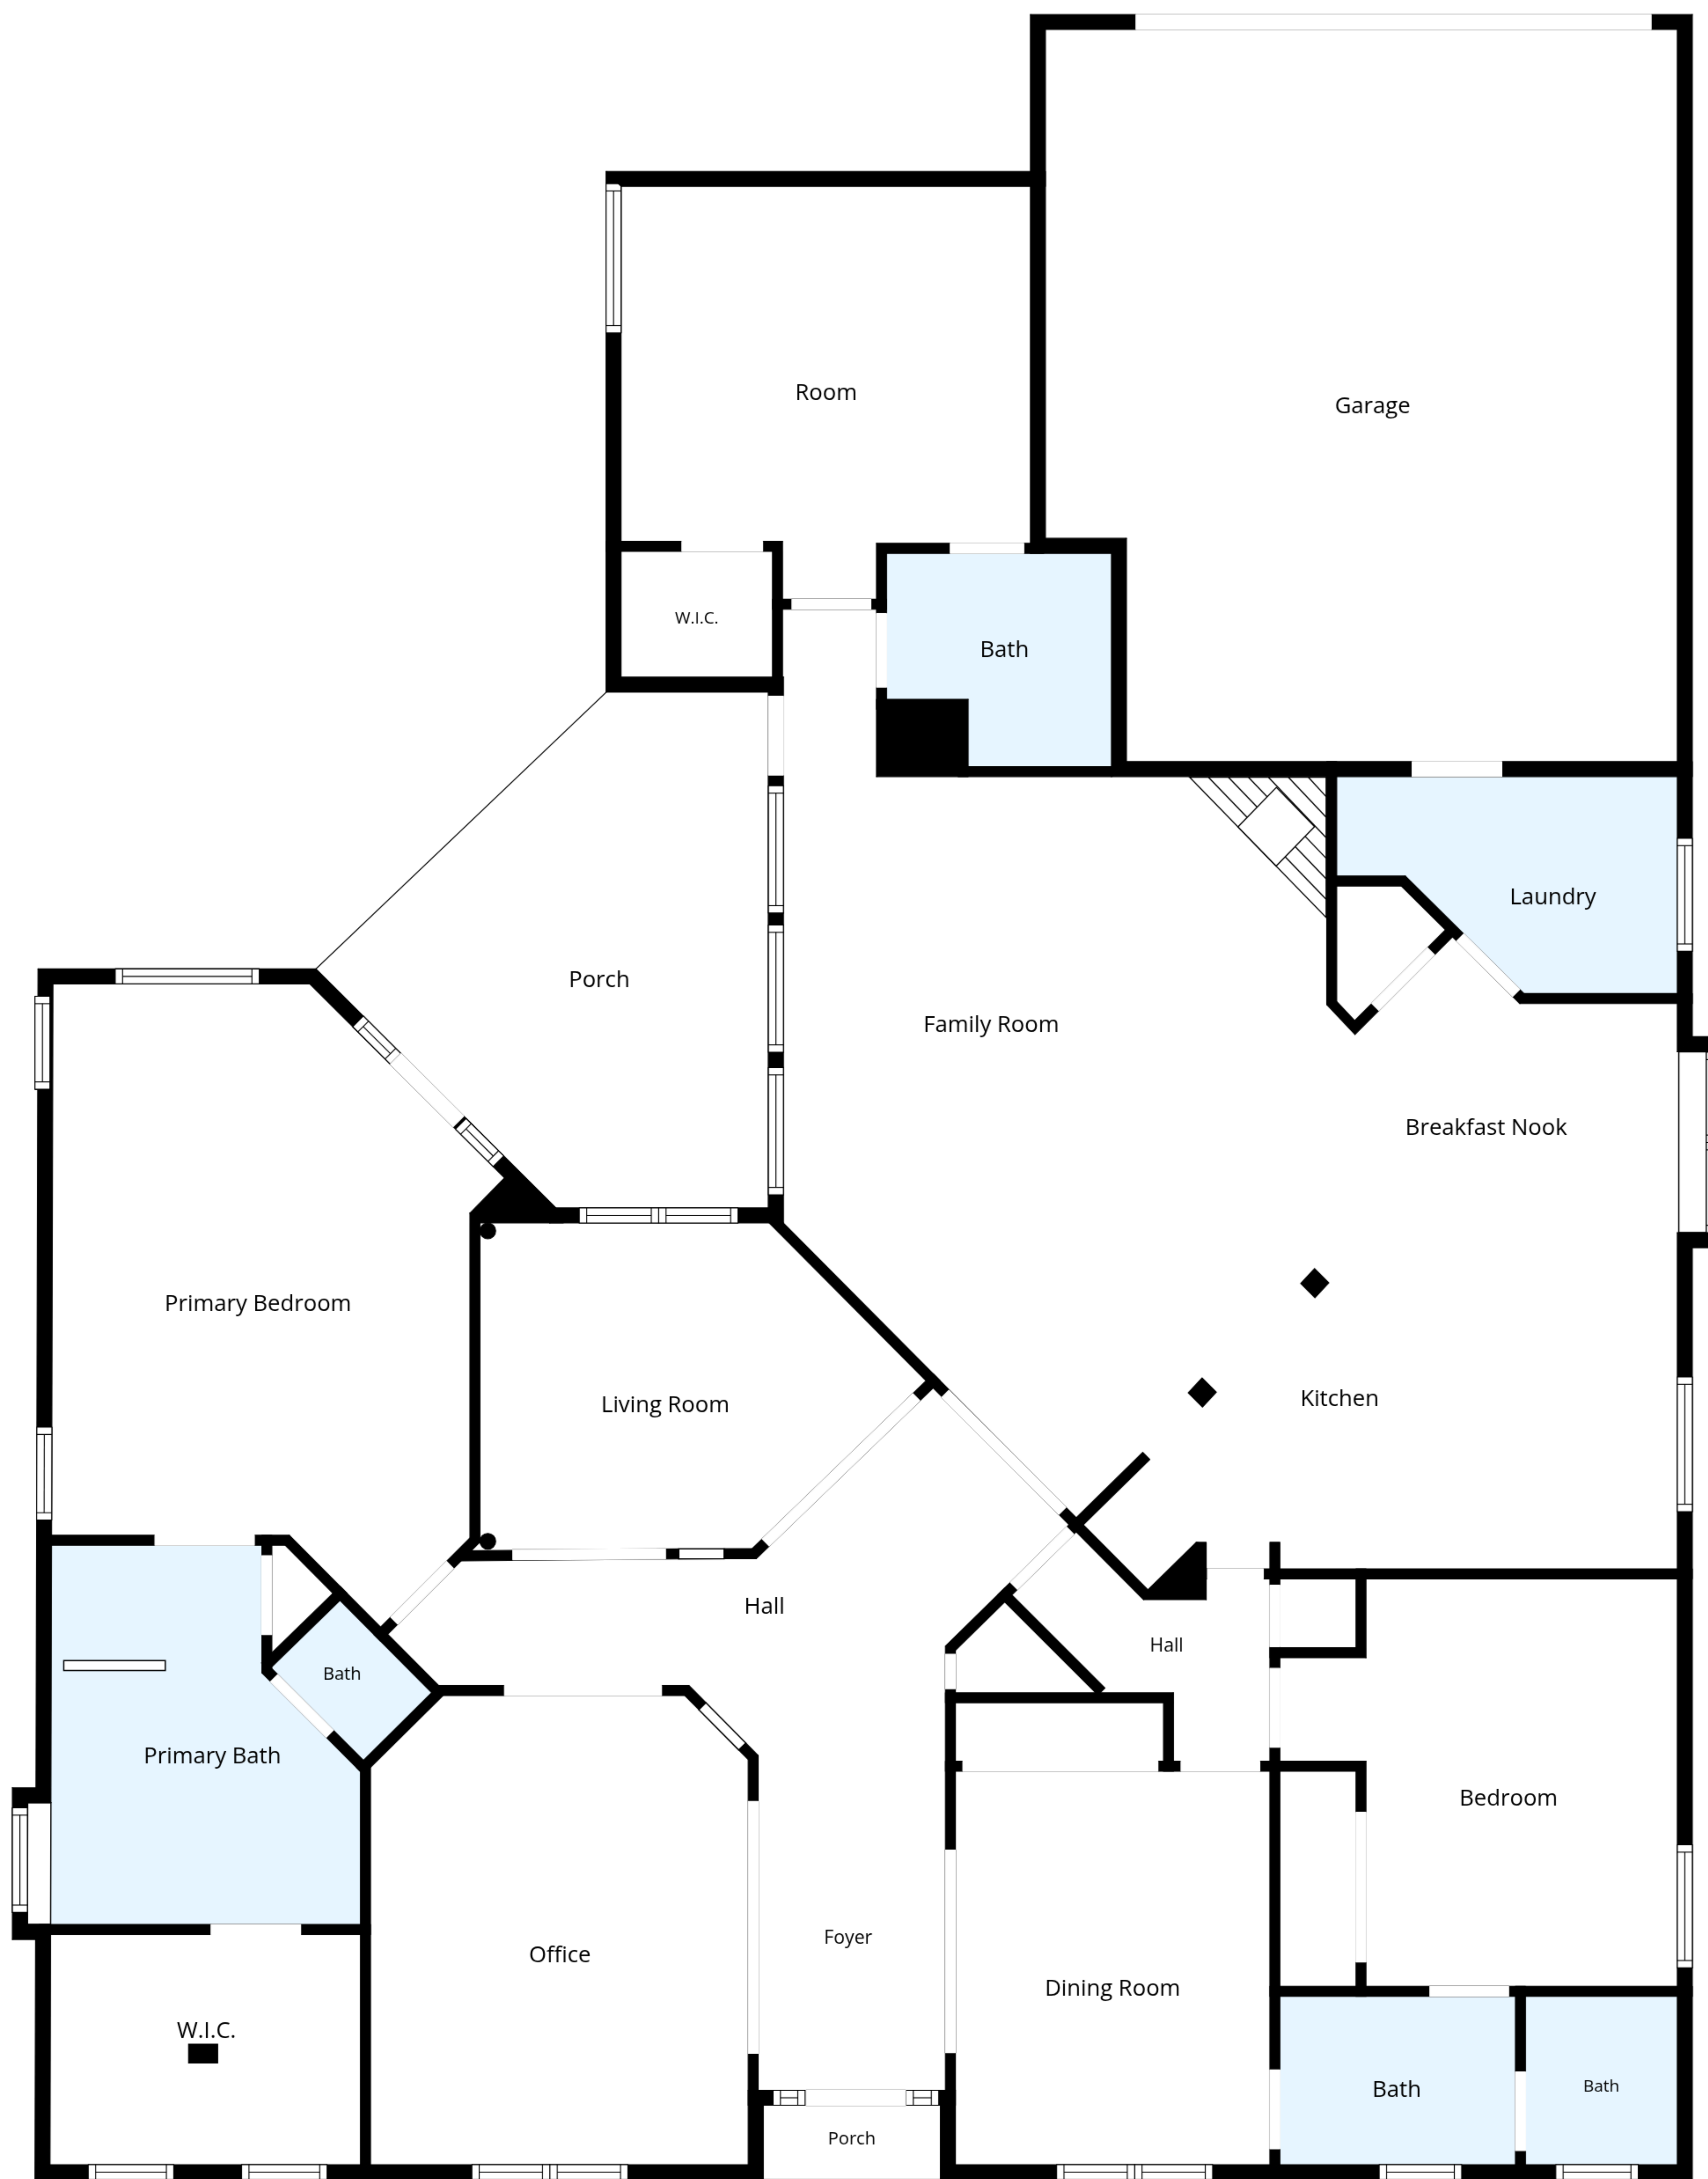 Room
Garage
W.I.C.
Bath
Laundry
Porch
Family Room
Breakfast Nook
Primary Bedroom
Living Room
Kitchen
Hall
Hall
Bath
Primary Bath
Bedroom
Foyer
Office
Dining Room
W.I.C.
Bath
Bath
Porch